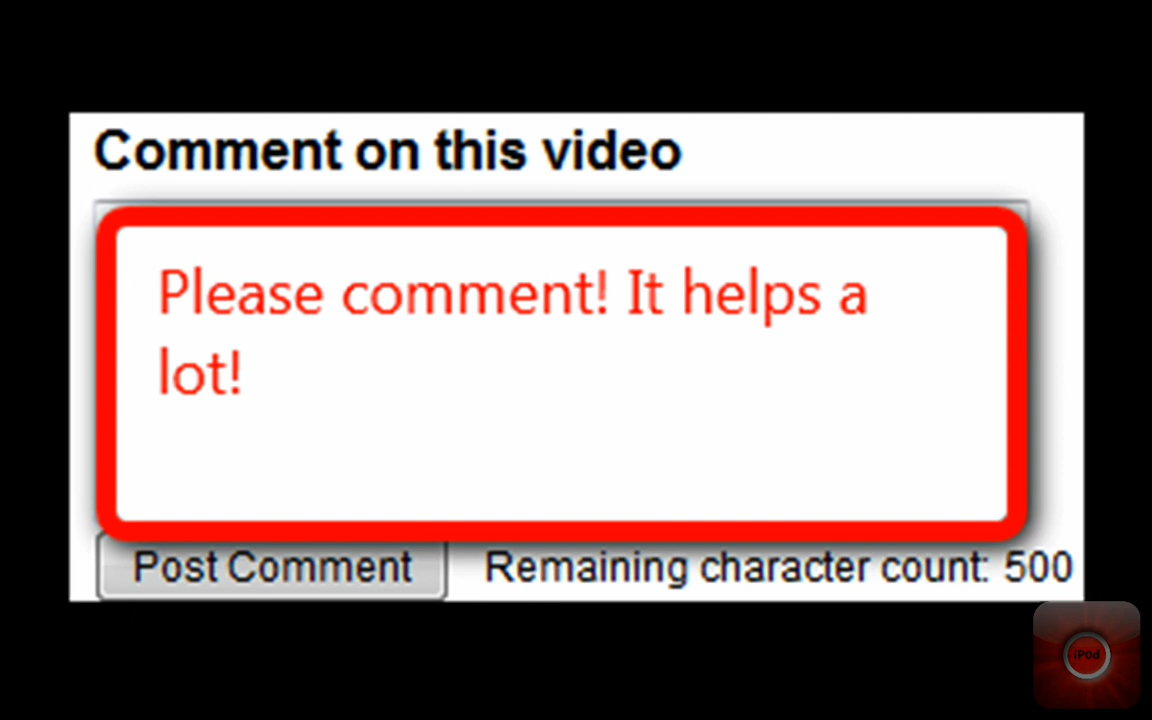 Comment on this video
Please comment! It helps a
lot!
Post Comment Remaining character count: 500
iPod